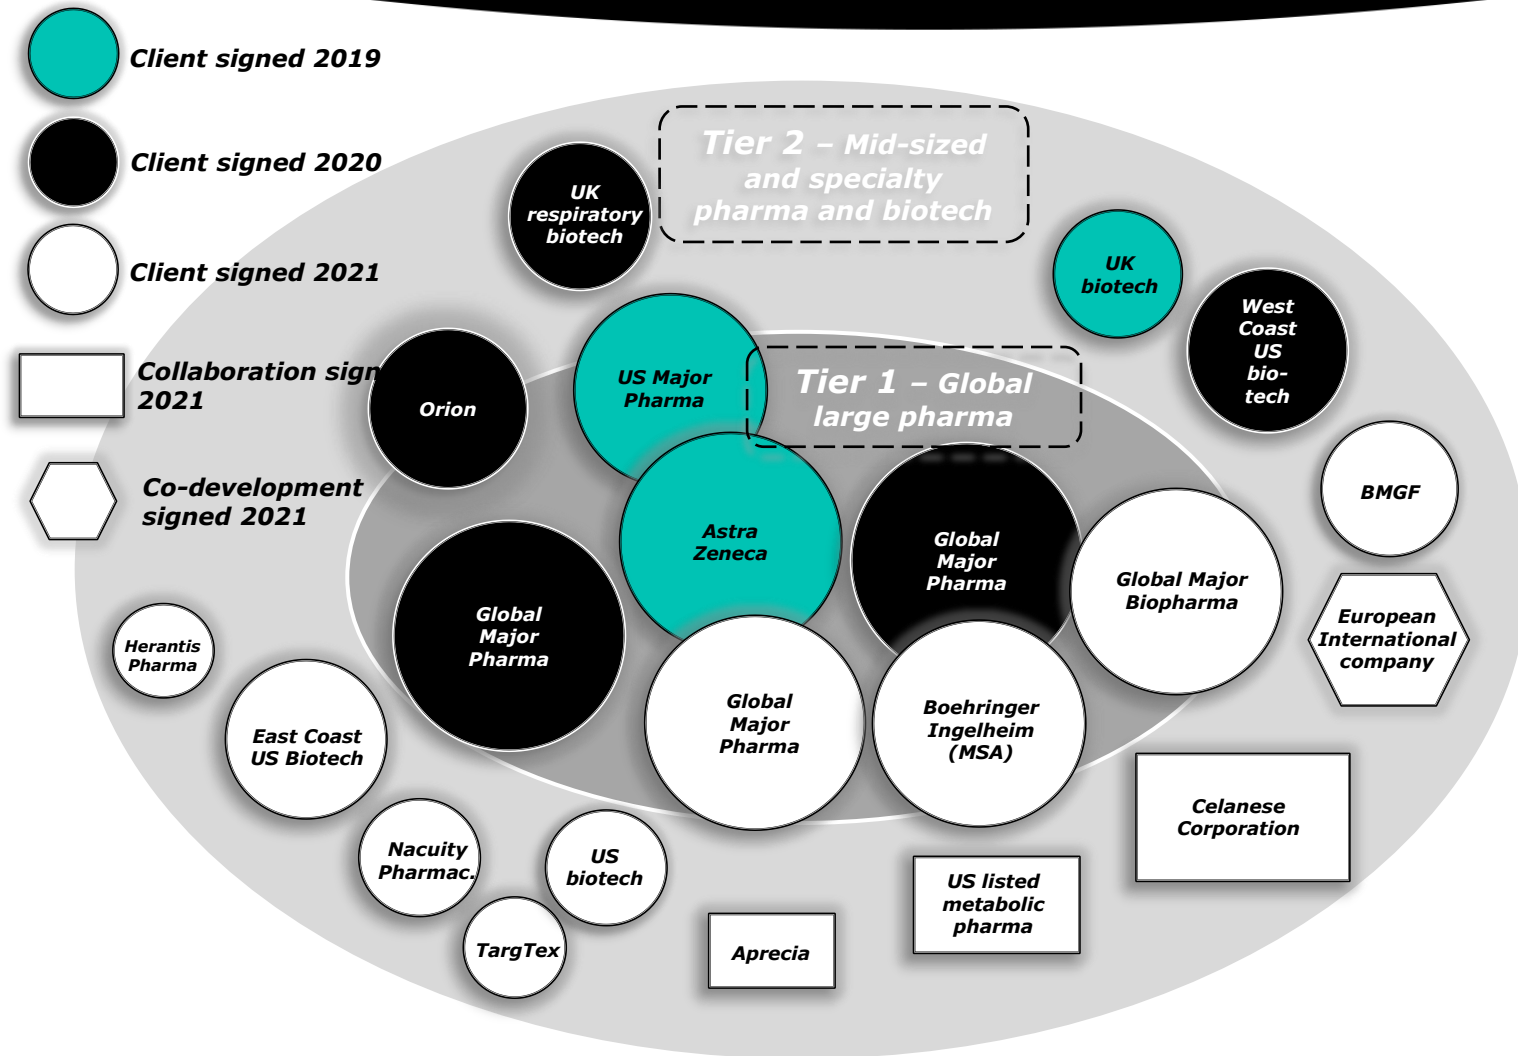 Client signed 2019
Client signed 2020
Client signed 2021
Collaboration sign
2021
Co-development
signed 2021
Tier 2 – Mid-sized
and specialty
pharma and biotech
UK
respiratory
biotech
UK
biotech
West
Coast
US
bio-
tech
US Major
Pharma
Tier 1 – Global
large pharma
Orion
BMGF
Astra
Zeneca
Global
Major
Pharma
Global Major
Biopharma
European
International
company
Global
Major
Pharma
Herantis
Pharma
East Coast
US Biotech
Global
Major
Pharma
Boehringer
Ingelheim
(MSA)
Celanese
Corporation
Nacuity
Pharmac.
US
biotech
US listed
metabolic
pharma
TargTex
Aprecia